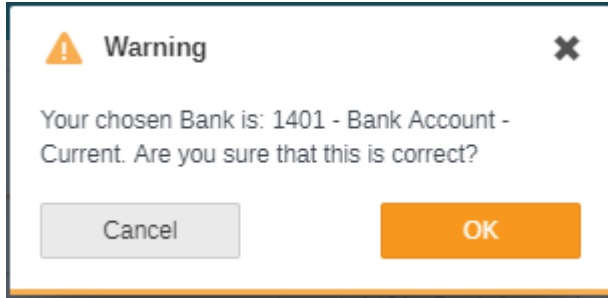 Warning
Your chosen Bank is: 1401 - Bank Account -
Current. Are you sure that this is correct?
Cancel
OK